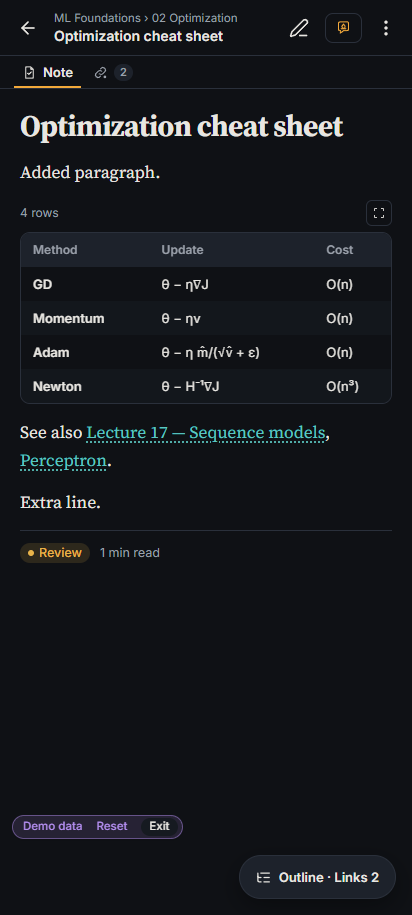 ML Foundations › 02 Optimization
Optimization cheat sheet
Note 2
Optimization cheat sheet
Added paragraph.
4 rows
Method Update Cost
GD θ − η∇J O(n)
Momentum θ − ηv O(n)
Adam θ − η m̂/(√v̂ + ε) O(n)
Newton θ − H⁻¹∇J O(n³)
See also Lecture 17 — Sequence models,
Perceptron.
Extra line.
Review 1 min read
Demo data Reset Exit
Outline · Links 2